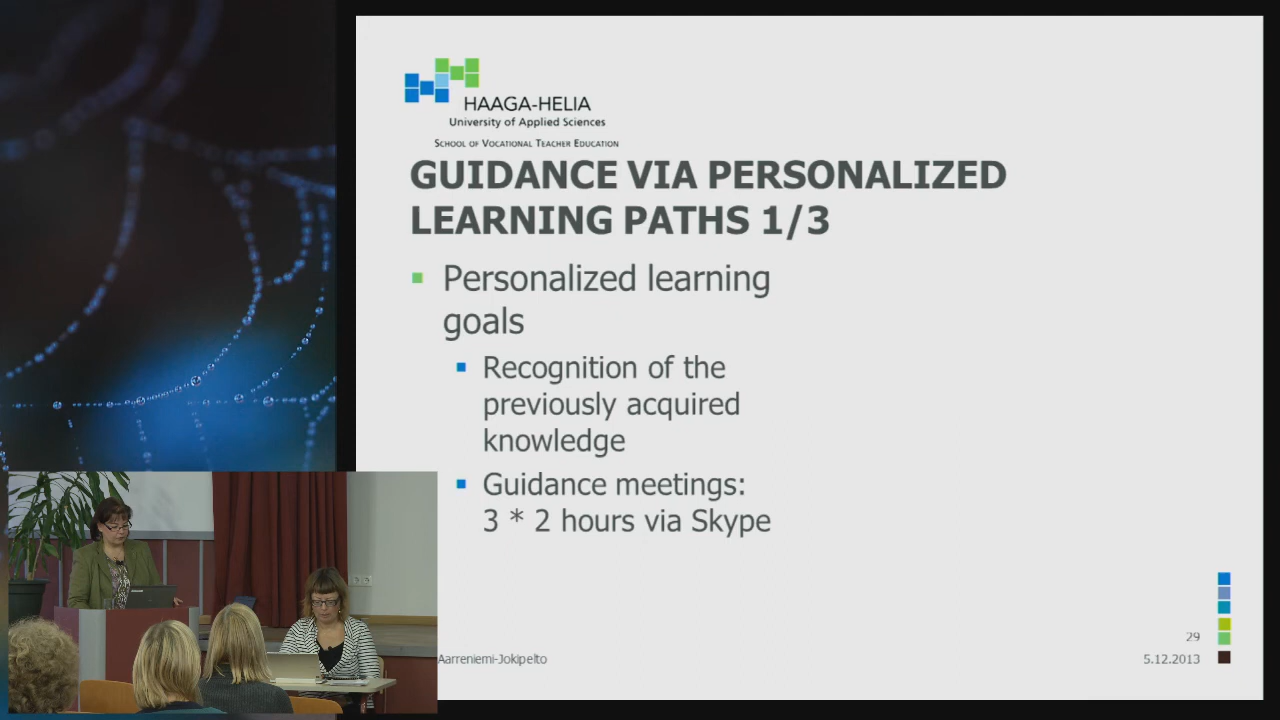 HAAGA-HELIA
University of Applied Sciences
SCHOOL OF VOCATIONAL TEACHER EDUCATION
GUIDANCE VIA PERSONALIZED
LEARNING PATHS 1/3
Personalized learning
goals
Recognition of the
previously acquired
knowledge
Guidance meetings:
3 * 2 hours via Skype
29
Aarreniemi-Jokipelto
5.12.2013